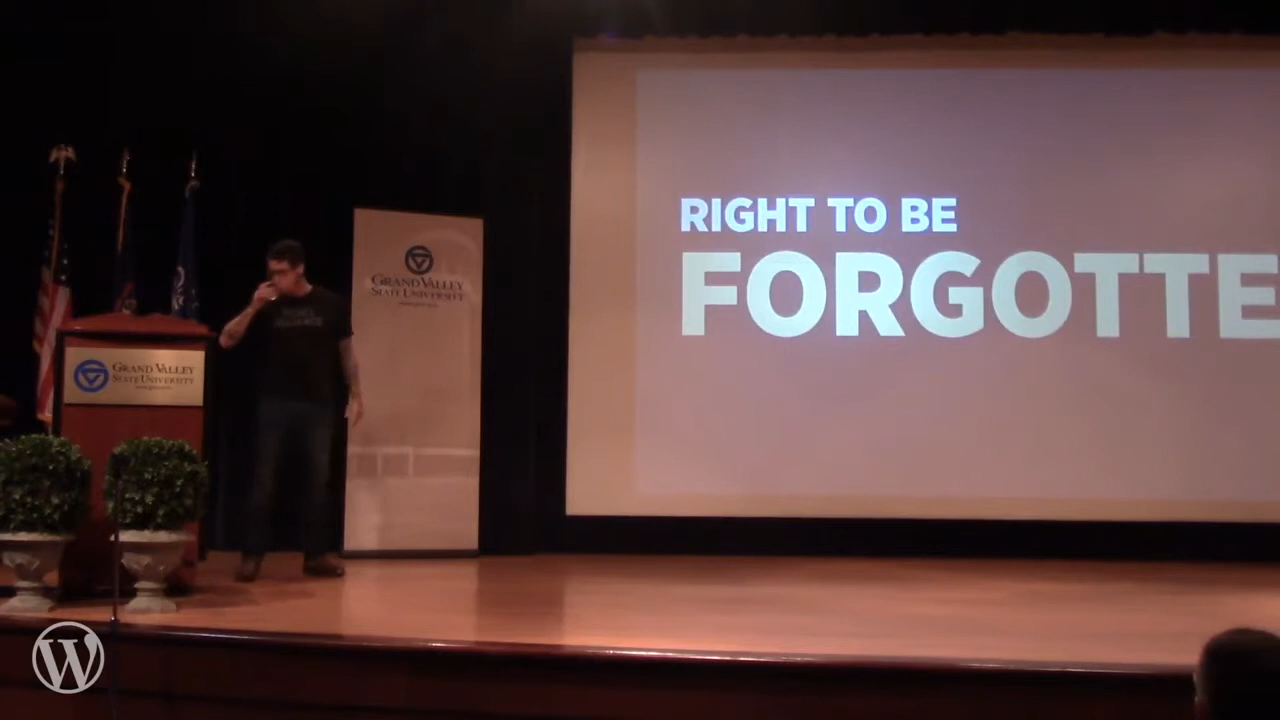 RIGHT TO BE
FORGOTTE
GRAND VALLEY
STATE UNIVERSITY
GRAND VALLEY
STATE UNIVERSITY